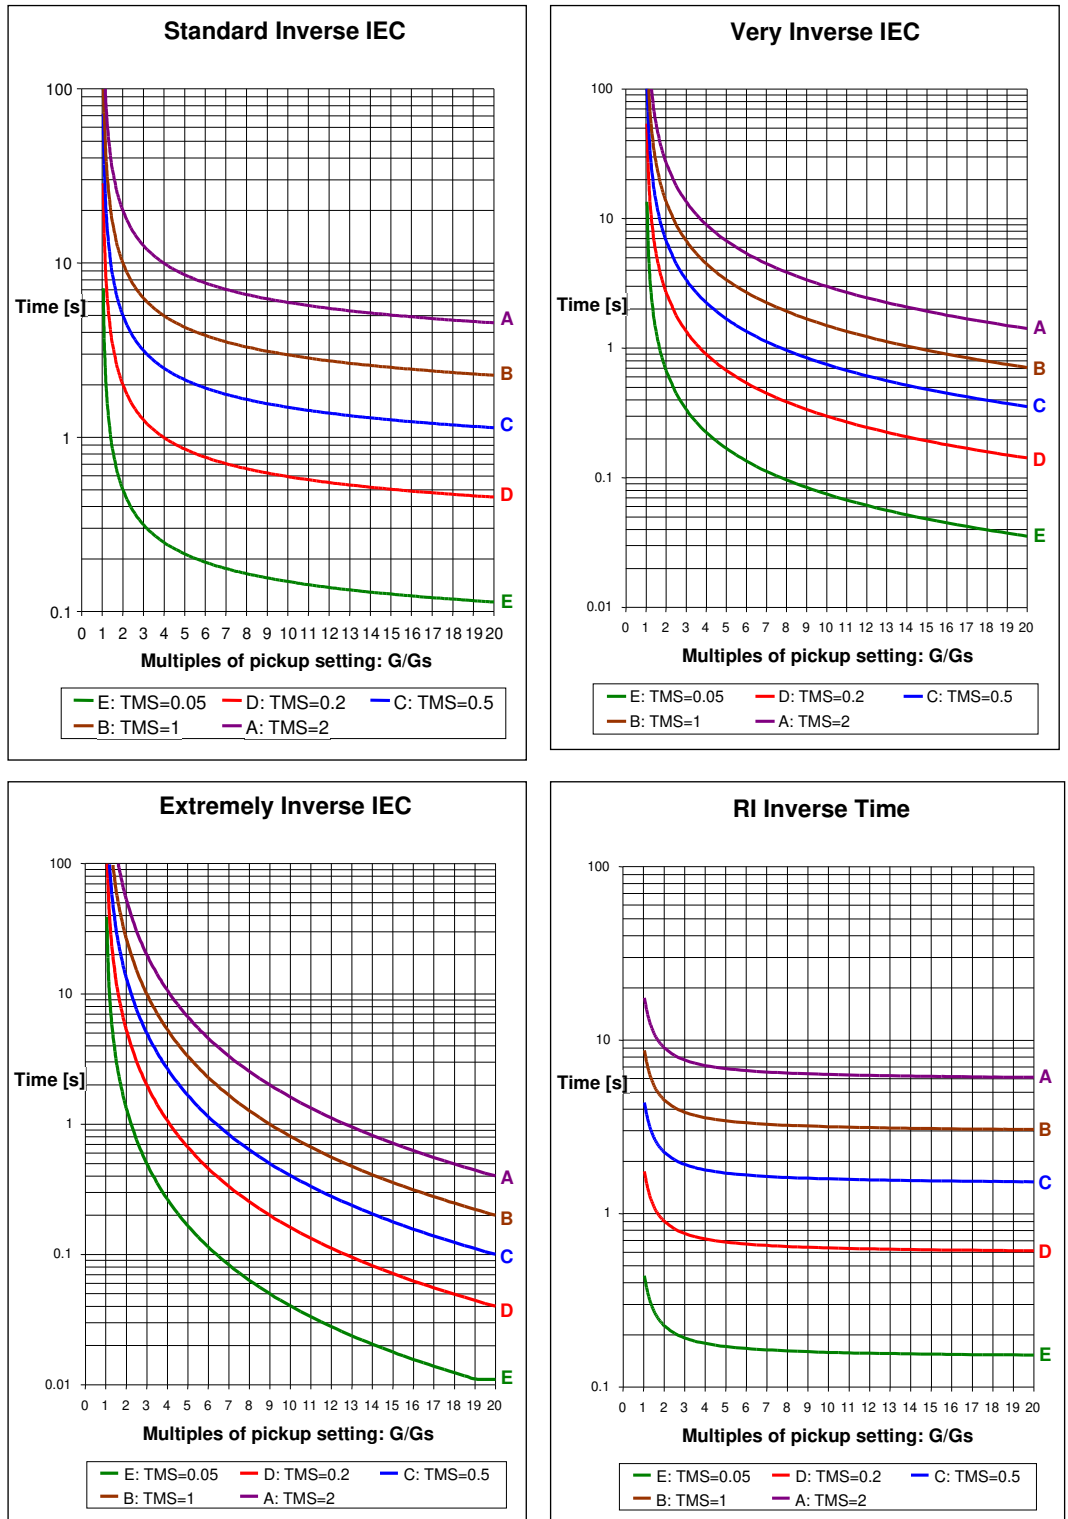 Standard Inverse IEC
100
10
Time [s]
1
0.1
A
B
C
D
E
0 1 2 3 4 5 6 7 8 9 10 11 12 13 14 15 16 17 18 19 20
Multiples of pickup setting: G/Gs
E: TMS=0.05 D: TMS=0.2 C: TMS=0.5
B: TMS=1 A: TMS=2
Very Inverse IEC
100
10
Time [s]
1
0.1
0.01
A
B
C
D
E
0 1 2 3 4 5 6 7 8 9 10 11 12 13 14 15 16 17 18 19 20
Multiples of pickup setting: G/Gs
E: TMS=0.05 D: TMS=0.2 C: TMS=0.5
B: TMS=1 A: TMS=2
Extremely Inverse IEC
100
10
Time [s]
1
0.1
0.01
A
B
C
D
E
0 1 2 3 4 5 6 7 8 9 10 11 12 13 14 15 16 17 18 19 20
Multiples of pickup setting: G/Gs
E: TMS=0.05 D: TMS=0.2 C: TMS=0.5
B: TMS=1 A: TMS=2
RI Inverse Time
100
10
Time [s]
1
0.1
A
B
C
D
E
0 1 2 3 4 5 6 7 8 9 10 11 12 13 14 15 16 17 18 19 20
Multiples of pickup setting: G/Gs
E: TMS=0.05 D: TMS=0.2 C: TMS=0.5
B: TMS=1 A: TMS=2